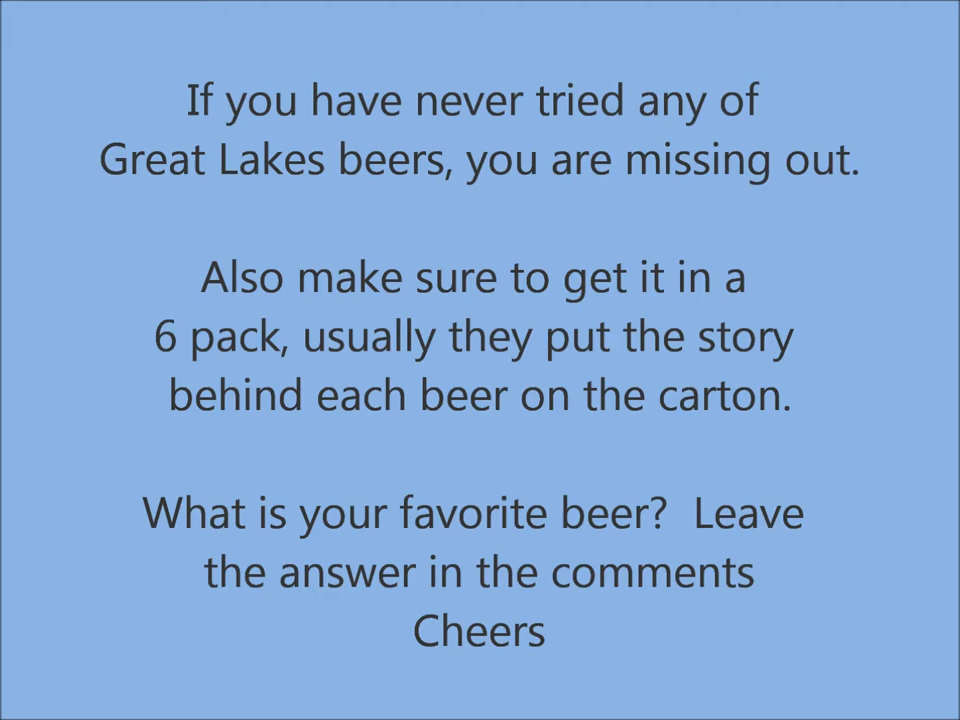 If you have never tried any of
Great Lakes beers, you are missing out.
Also make sure to get it in a
6 pack, usually they put the story
behind each beer on the carton.
What is your favorite beer?  Leave
the answer in the comments
Cheers